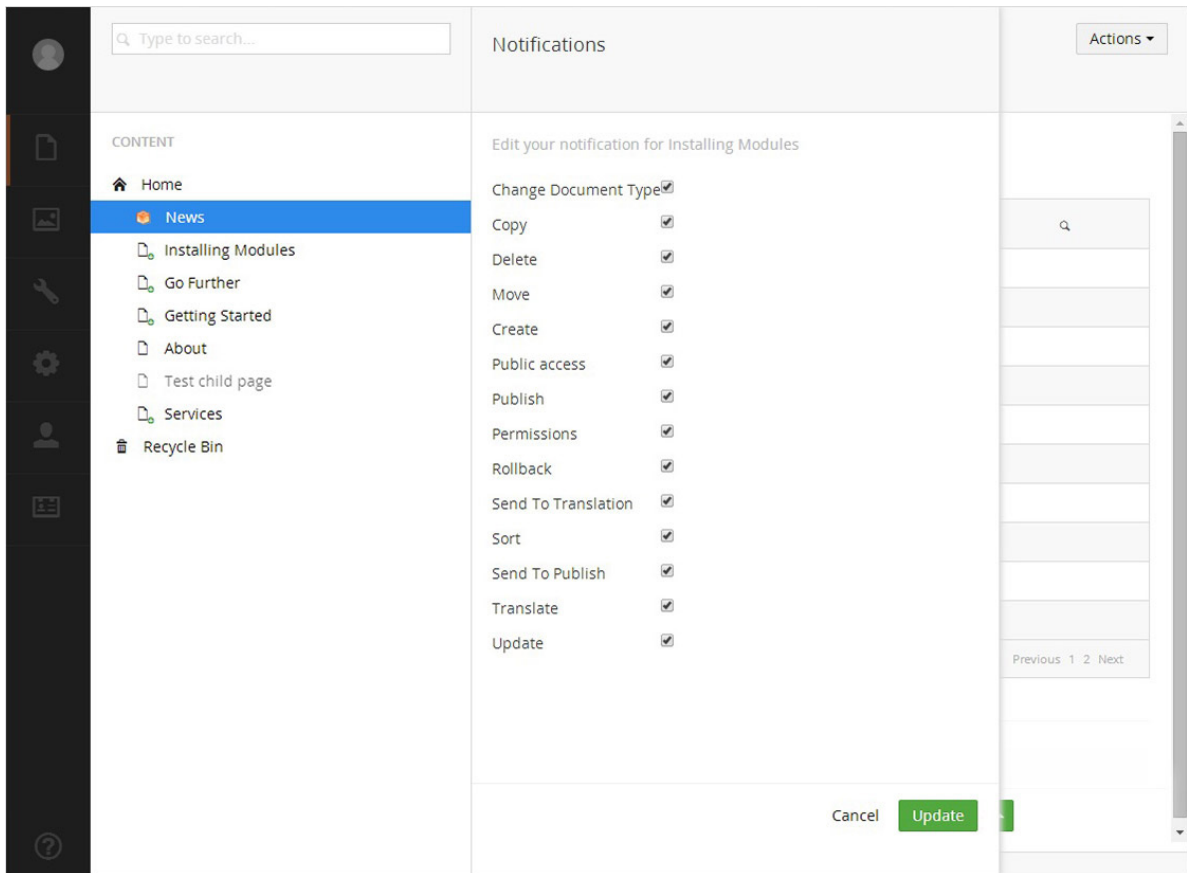 Type to search...
Notifications
Actions
CONTENT
Home
News
Installing Modules
Go Further
Getting Started
About
Test child page
Services
Recycle Bin
Edit your notification for Installing Modules
Change Document Type
Copy
Delete
Move
Create
Public access
Publish
Permissions
Rollback
Send To Translation
Sort
Send To Publish
Translate
Update
Previous 1 2 Next
Cancel
Update